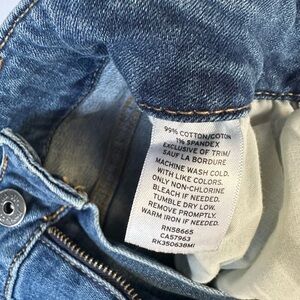 99% COTTON/COTON
1% SPANDEX
EXCLUSIVE OF TRIM/
SAUF LA BORDURE
MACHINE WASH COLD.
WITH LIKE COLORS.
ONLY NON-CHLORINE
BLEACH IF NEEDED.
TUMBLE DRY LOW.
REMOVE PROMPTLY.
WARM IRON IF NEEDED.
RN58665
CA57963
RK350638MI